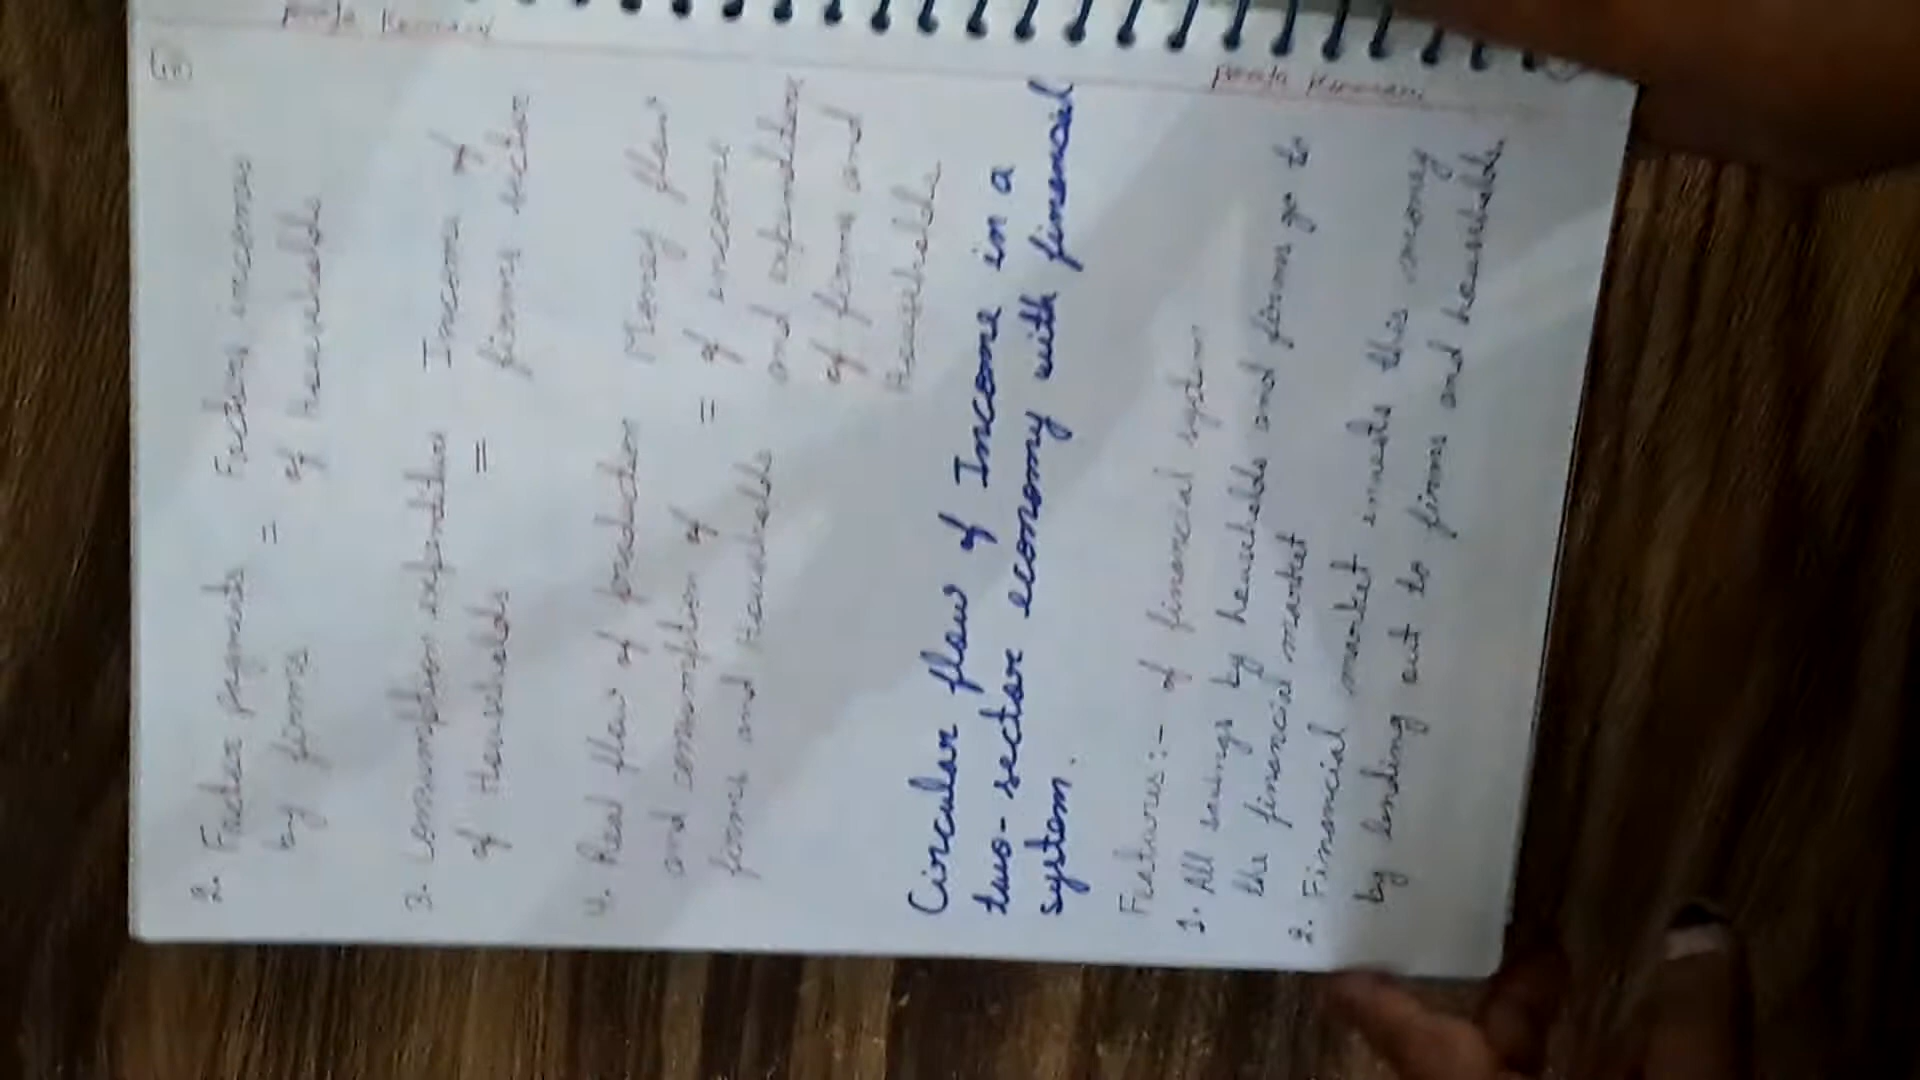 2. Factor payments = Factors incomes
by firms of Households
3. Consumption expenditure = Income of
of Households firms sector
4. Real flow of production Money flow
and consumption of = of income
firms and Households and expenditure
of firms and
Households
Circular flow of Income in a
two-sector economy with financial
system.
Features:- of financial system
1. All savings by households and firms go to
the financial market
2. Financial market invests this money
by lending out to firms and households